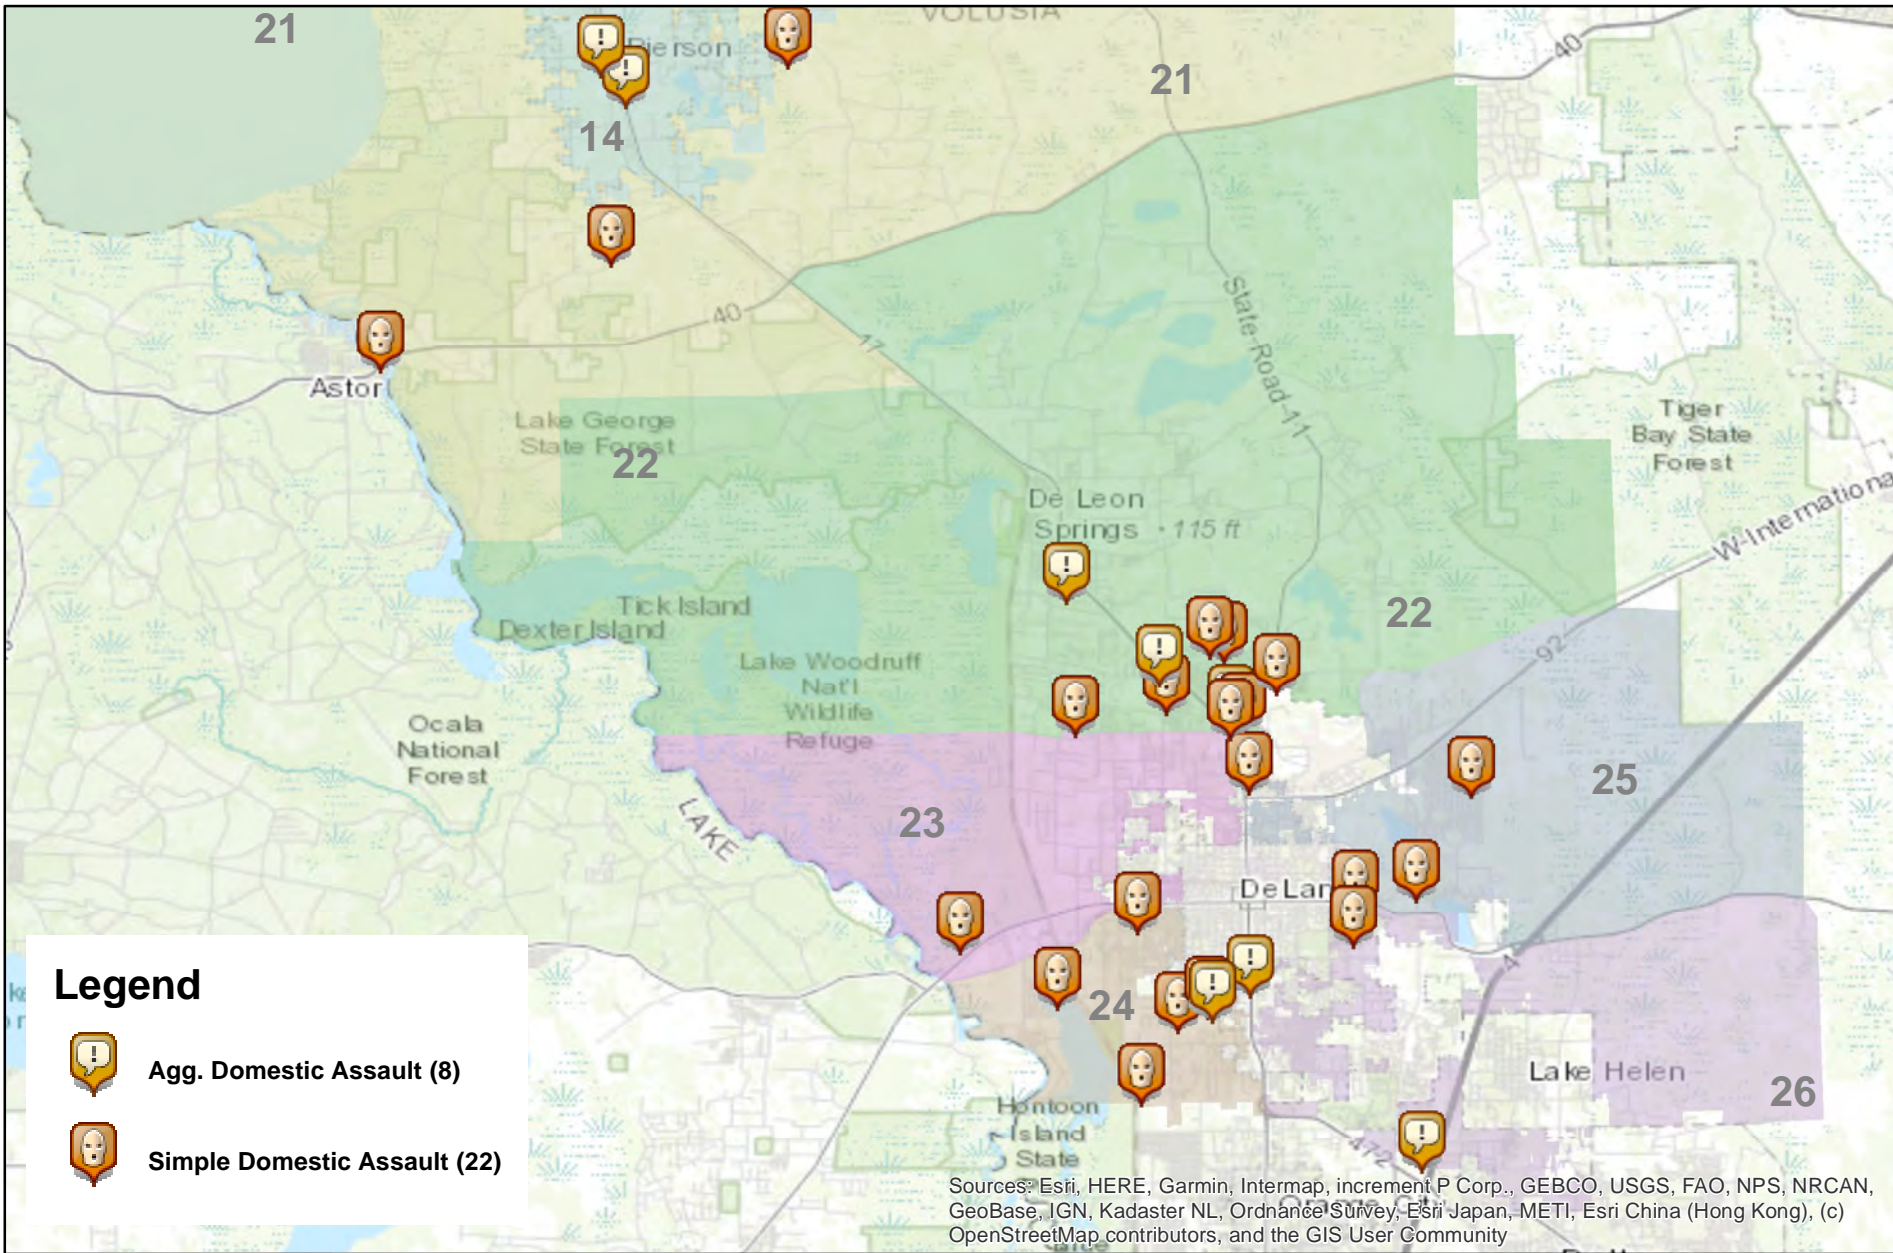 VOLUSIA
21
Pierson
40
21
14
40
State-Road-11
17
Astor
Lake George
State Forest
22
Tiger
Bay State
Forest
De Leon
Springs • 115 ft
W-Internationa
Tick Island
Dexter Island
22
92
Lake Woodruff
Nat'l
Wildlife
Refuge
Ocala
National
Forest
25
23
LAKE
DeLan
4
24
Lake Helen
26
Hontoon
Island
State
472
Orange City
Legend
Agg. Domestic Assault (8)
Simple Domestic Assault (22)
Sources: Esri, HERE, Garmin, Intermap, increment P Corp., GEBCO, USGS, FAO, NPS, NRCAN,
GeoBase, IGN, Kadaster NL, Ordnance Survey, Esri Japan, METI, Esri China (Hong Kong), (c)
OpenStreetMap contributors, and the GIS User Community